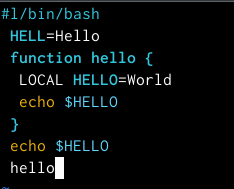 #l/bin/bash
HELL=Hello
function hello {
LOCAL HELLO=World
echo $HELLO
}
echo $HELLO
hello
~